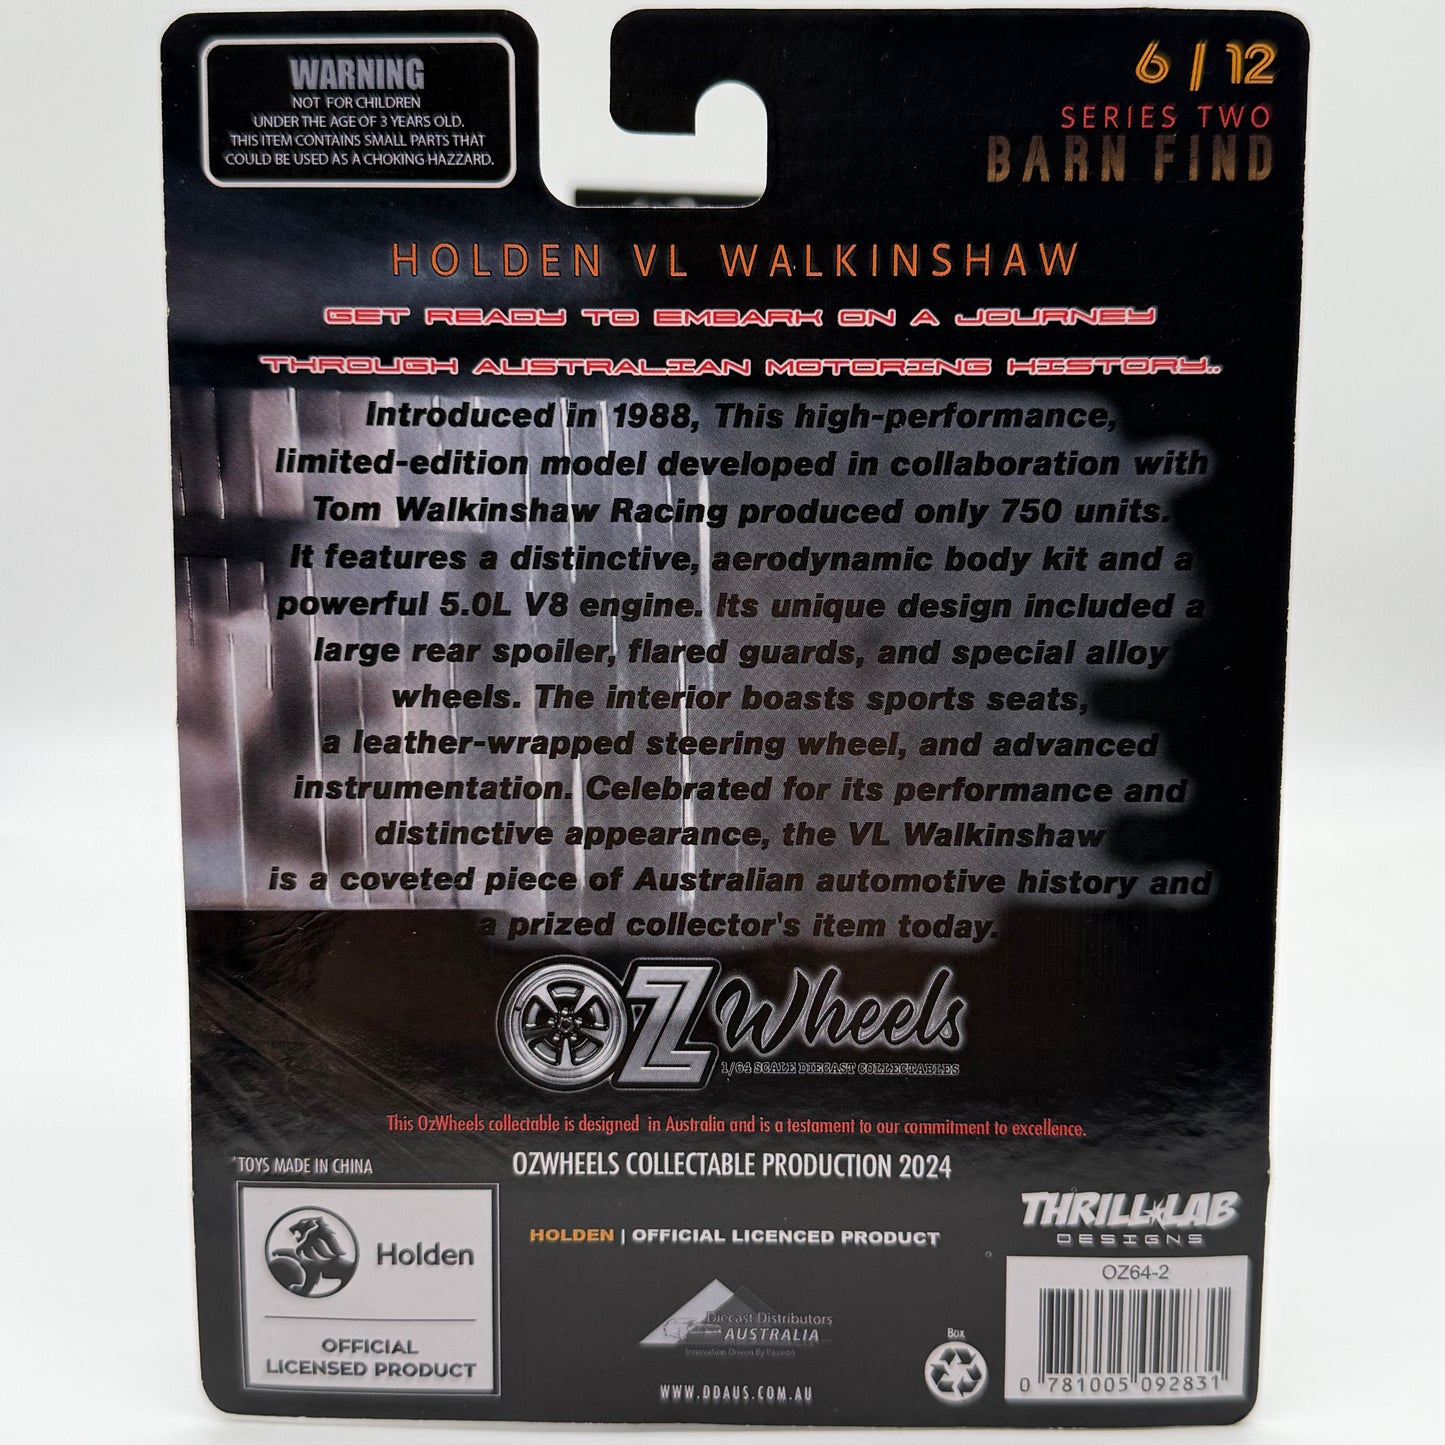 WARNING
NOT FOR CHILDREN
UNDER THE AGE OF 3 YEARS OLD.
THIS ITEM CONTAINS SMALL PARTS THAT
COULD BE USED AS A CHOKING HAZZARD.
6 / 12
SERIES TWO
BARN FIND
HOLDEN VL WALKINSHAW
GET READY TO EMBARK ON A JOURNEY
THROUGH AUSTRALIAN MOTORING HISTORY..
Introduced in 1988, This high-performance,
limited-edition model developed in collaboration with
Tom Walkinshaw Racing produced only 750 units.
It features a distinctive, aerodynamic body kit and a
powerful 5.0L V8 engine. Its unique design included a
large rear spoiler, flared guards, and special alloy
wheels. The interior boasts sports seats,
a leather-wrapped steering wheel, and advanced
instrumentation. Celebrated for its performance and
distinctive appearance, the VL Walkinshaw
is a coveted piece of Australian automotive history and
a prized collector's item today.
OZ Wheels
1/64 SCALE DIECAST COLLECTABLES
This OzWheels collectable is designed in Australia and is a testament to our commitment to excellence.
*TOYS MADE IN CHINA
OZWHEELS COLLECTABLE PRODUCTION 2024
Holden
OFFICIAL
LICENSED PRODUCT
HOLDEN | OFFICIAL LICENCED PRODUCT
Diecast Distributors
AUSTRALIA
Innovation Driven By Passion
WWW.DDAUS.COM.AU
Box
THRILL LAB
DESIGNS
OZ64-2
0 781005 092831